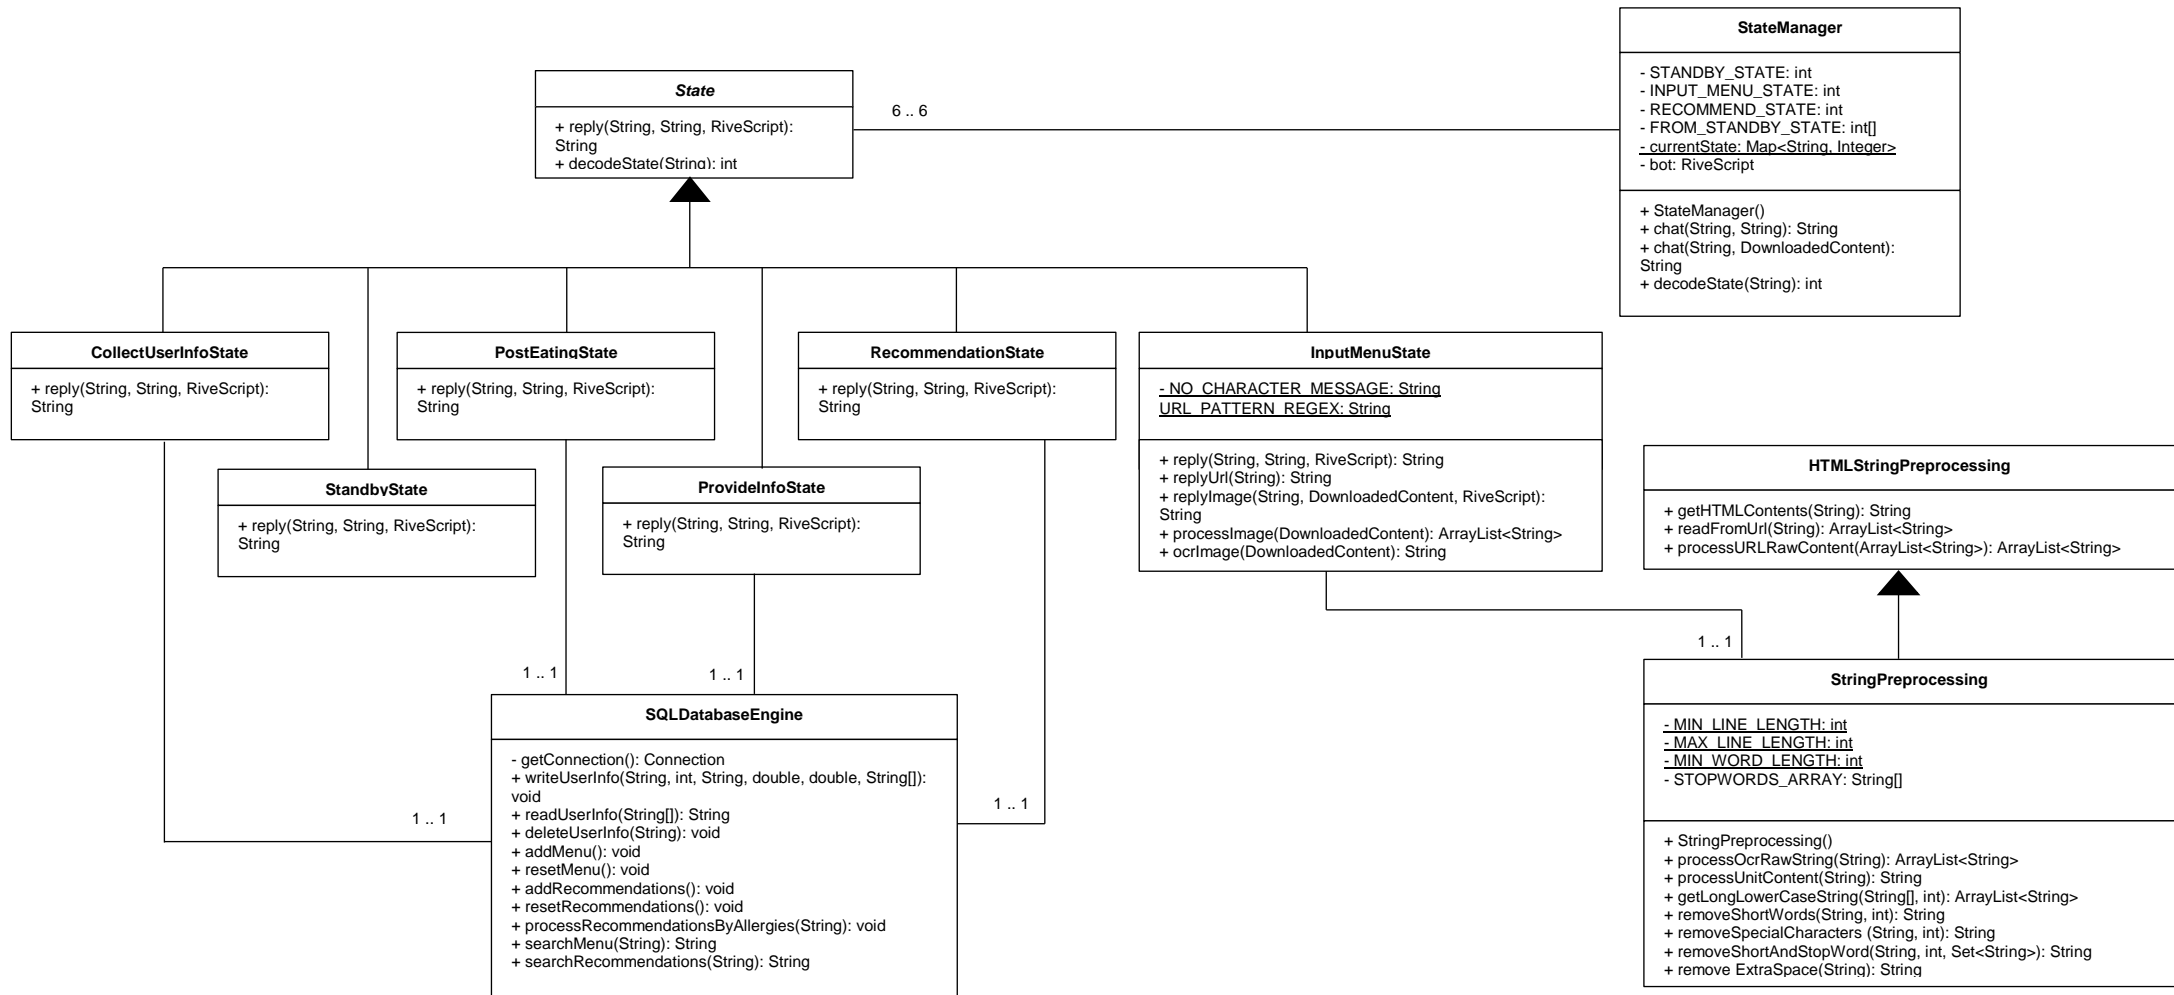 StateManager
- STANDBY_STATE: int
- INPUT_MENU_STATE: int
- RECOMMEND_STATE: int
- FROM_STANDBY_STATE: int[]
- currentState: Map<String, Integer>
- bot: RiveScript
+ StateManager()
+ chat(String, String): String
+ chat(String, DownloadedContent):
String
+ decodeState(String): int
State
+ reply(String, String, RiveScript):
String
+ decodeState(String): int
6 .. 6
CollectUserInfoState
+ reply(String, String, RiveScript):
String
PostEatingState
+ reply(String, String, RiveScript):
String
RecommendationState
+ reply(String, String, RiveScript):
String
InputMenuState
- NO_CHARACTER_MESSAGE: String
URL_PATTERN_REGEX: String
+ reply(String, String, RiveScript): String
+ replyUrl(String): String
+ replyImage(String, DownloadedContent, RiveScript):
String
+ processImage(DownloadedContent): ArrayList<String>
+ ocrImage(DownloadedContent): String
StandbyState
+ reply(String, String, RiveScript):
String
ProvideInfoState
+ reply(String, String, RiveScript):
String
HTMLStringPreprocessing
+ getHTMLContents(String): String
+ readFromUrl(String): ArrayList<String>
+ processURLRawContent(ArrayList<String>): ArrayList<String>
1 .. 1
1 .. 1
1 .. 1
1 .. 1
1 .. 1
SQLDatabaseEngine
- getConnection(): Connection
+ writeUserInfo(String, int, String, double, double, String[]):
void
+ readUserInfo(String[]): String
+ deleteUserInfo(String): void
+ addMenu(): void
+ resetMenu(): void
+ addRecommendations(): void
+ resetRecommendations(): void
+ processRecommendationsByAllergies(String): void
+ searchMenu(String): String
+ searchRecommendations(String): String
StringPreprocessing
- MIN_LINE_LENGTH: int
- MAX_LINE_LENGTH: int
- MIN_WORD_LENGTH: int
- STOPWORDS_ARRAY: String[]
+ StringPreprocessing()
+ processOcrRawString(String): ArrayList<String>
+ processUnitContent(String): String
+ getLongLowerCaseString(String[], int): ArrayList<String>
+ removeShortWords(String, int): String
+ removeSpecialCharacters (String, int): String
+ removeShortAndStopWord(String, int, Set<String>): String
+ remove ExtraSpace(String): String